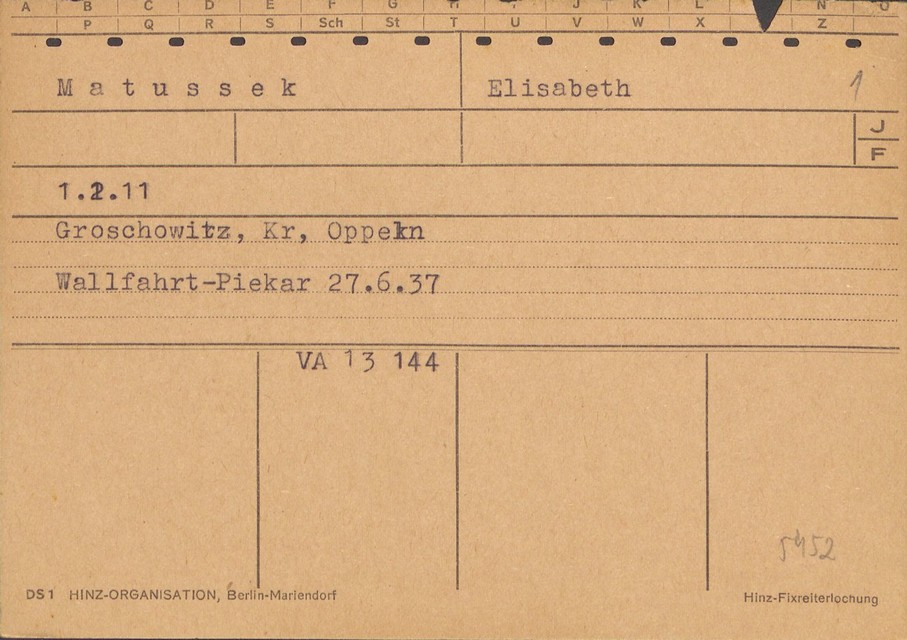 A B C D E F G H J K L N O
P Q R S Sch St T U V W X Z
Matussek Elisabeth 1
J
F
1.2.11
Groschowitz, Kr, Oppekn
Wallfahrt-Piekar 27.6.37
VA 13 144
5452
DS1 HINZ-ORGANISATION, Berlin-Mariendorf Hinz-Fixreiterlochung